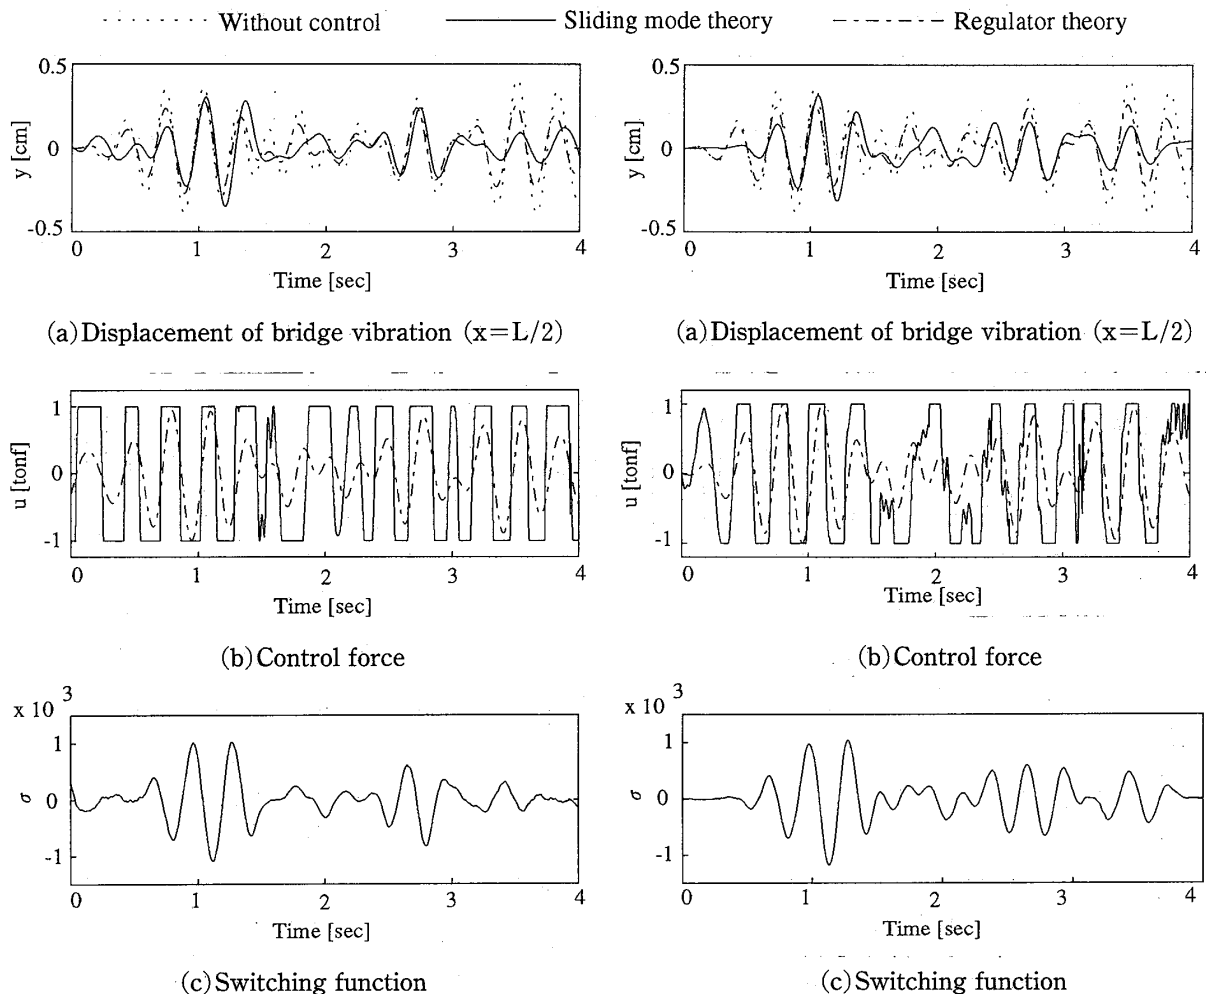 Without control Sliding mode theory Regulator theory
0.5
0
-0.5
y [cm]
0 1 2 3 4
Time [sec]
(a) Displacement of bridge vibration (x=L/2)
0.5
0
-0.5
y [cm]
0 1 2 3 4
Time [sec]
(a) Displacement of bridge vibration (x=L/2)
1
0
-1
u [tonf]
0 1 2 3 4
Time [sec]
(b) Control force
1
0
-1
u [tonf]
0 1 2 3 4
Time [sec]
(b) Control force
x 10 3
1
0
-1
σ
0 1 2 3 4
Time [sec]
(c) Switching function
x 10 3
1
0
-1
σ
0 1 2 3 4
Time [sec]
(c) Switching function